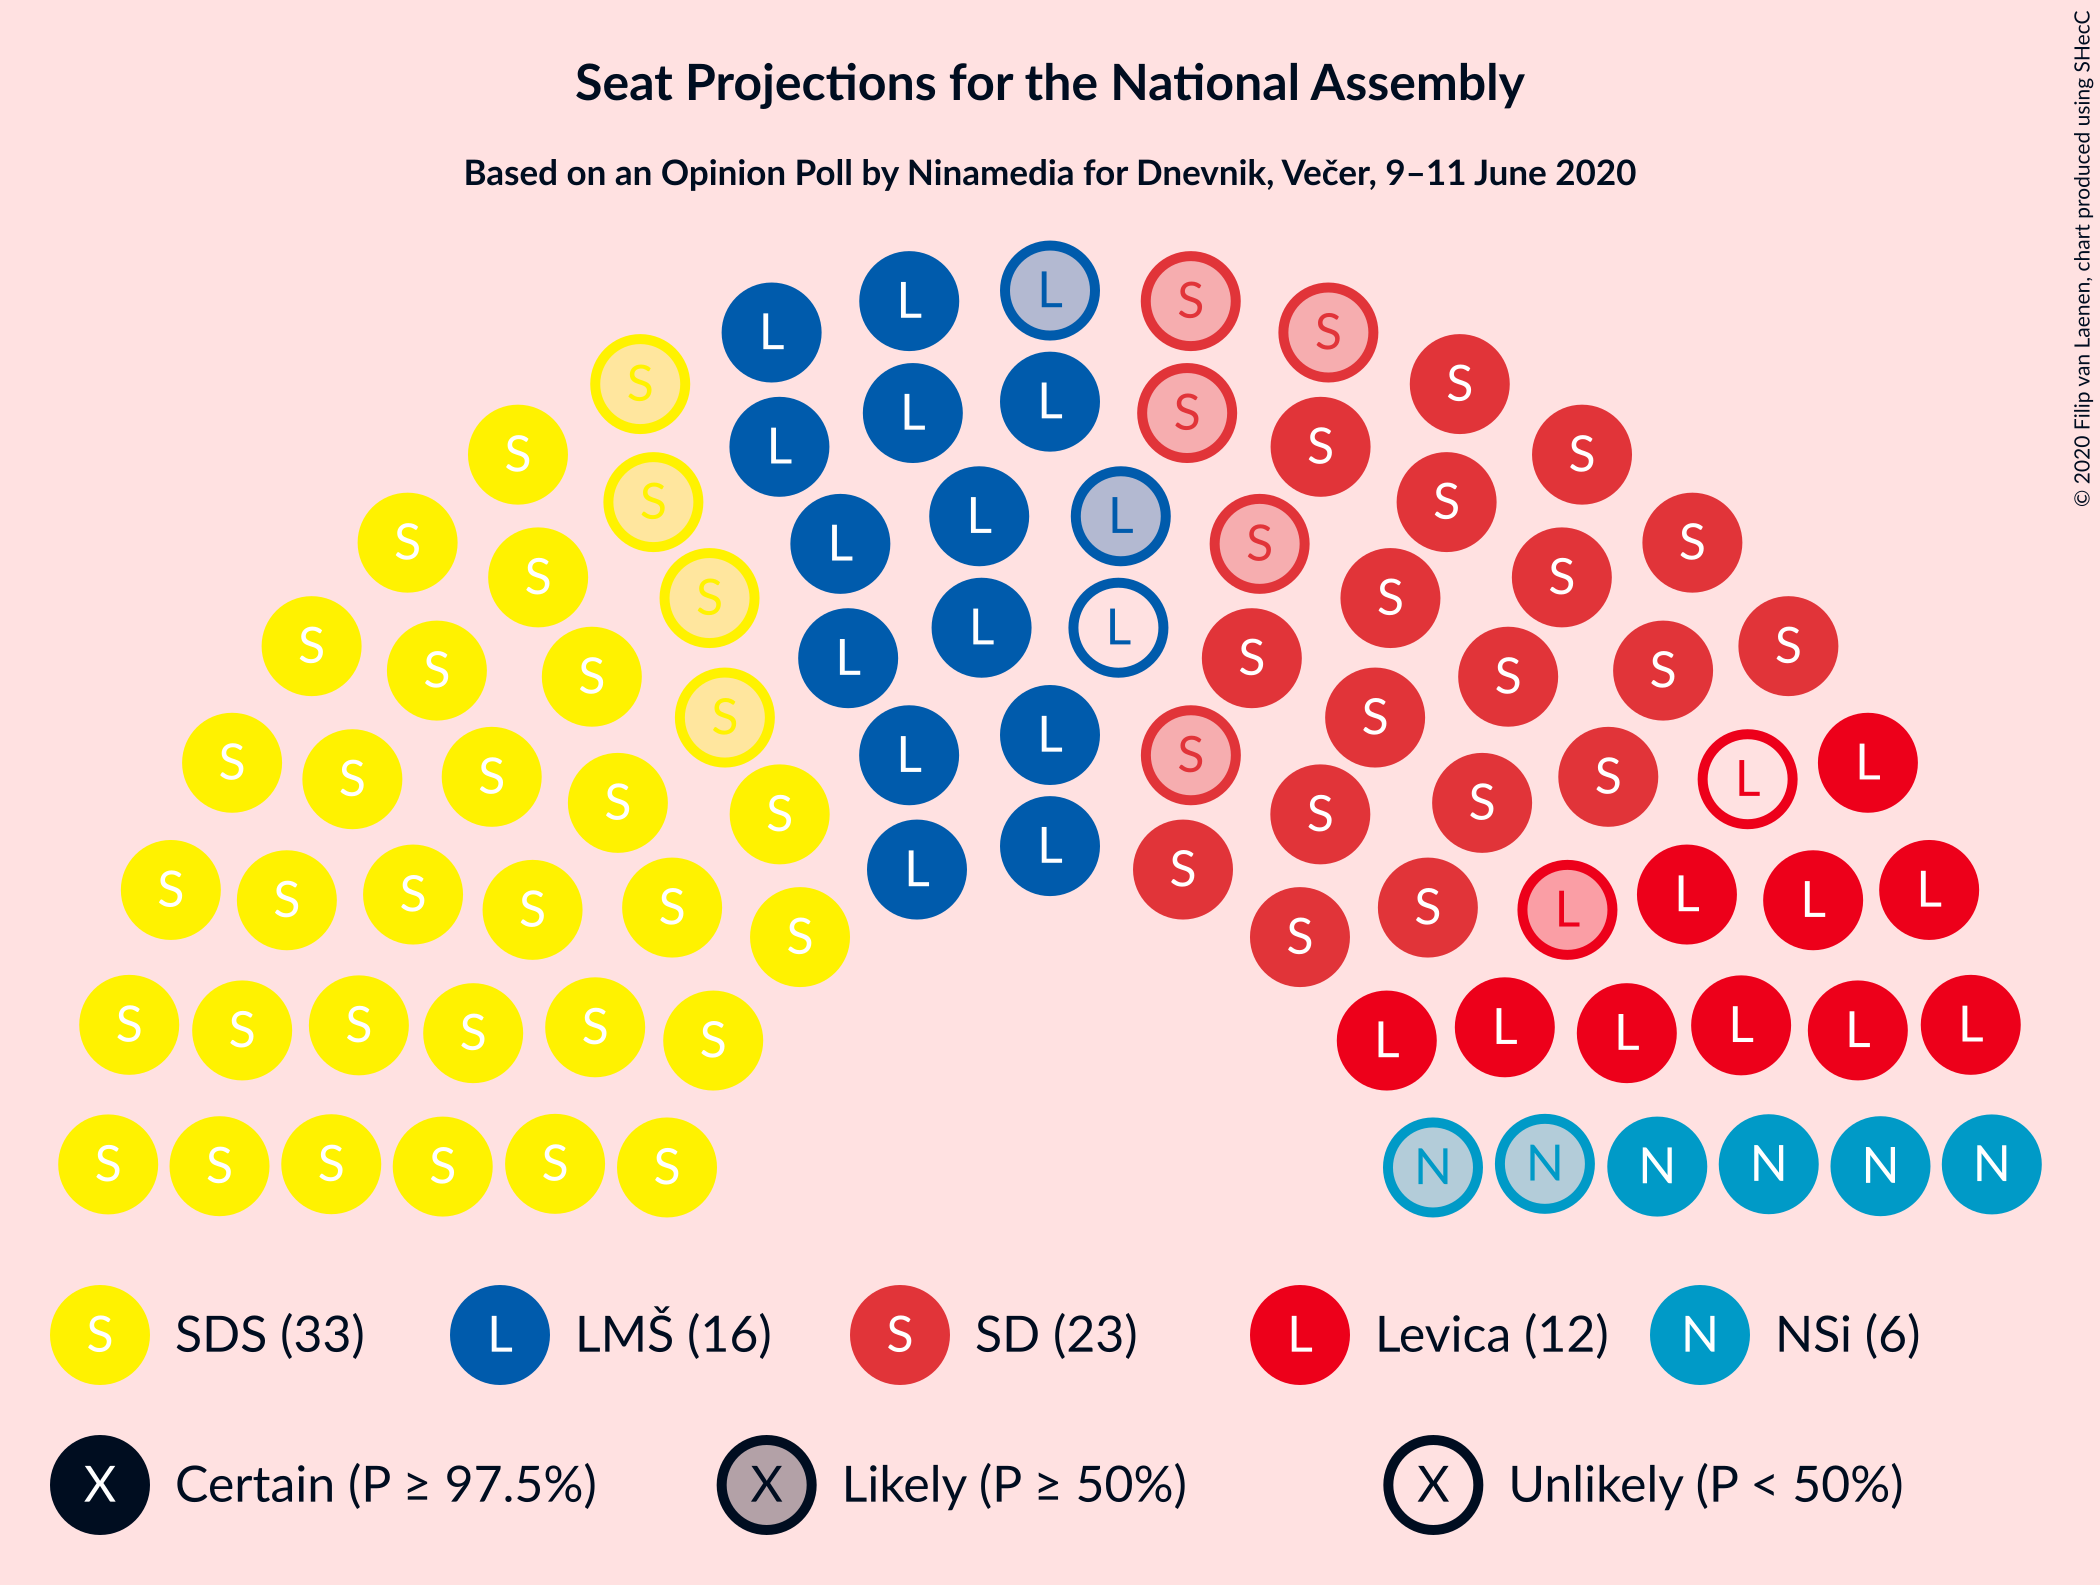 Seat Projections for the National Assembly
Based on an Opinion Poll by Ninamedia for Dnevnik, Večer, 9–11 June 2020
© 2020 Filip van Laenen, chart produced using SHecC
L L L S S
S L L L S S S
S S L L L S S S
S S S L L L S S S S
S S S L L S S S S S
S S S S S L L S S S S L L
S S S S S S L L S S S L L L L
S S S S S S L L L L L L
S S S S S S N N N N N N
S SDS (33) L LMŠ (16) S SD (23) L Levica (12) N NSi (6)
X Certain (P ≥ 97.5%) X Likely (P ≥ 50%) X Unlikely (P < 50%)